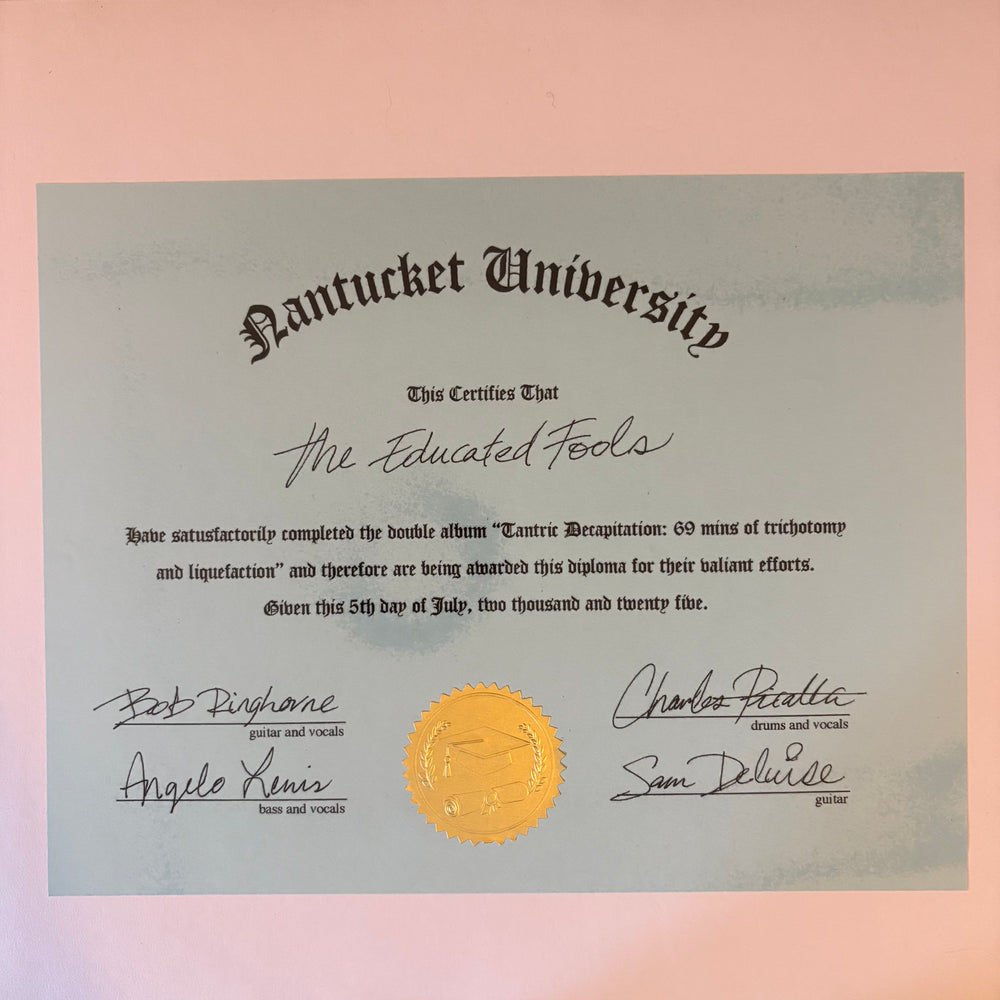 Nantucket University
This Certifies That
The Educated Fools
Have satusfactorily completed the double album “Tantric Decapitation: 69 mins of trichotomy
and liquefaction” and therefore are being awarded this diploma for their valiant efforts.
Given this 5th day of July, two thousand and twenty five.
Bob Ringhorne
guitar and vocals
Angelo Lewis
bass and vocals
Charles
drums and vocals
Sam Deluise
guitar